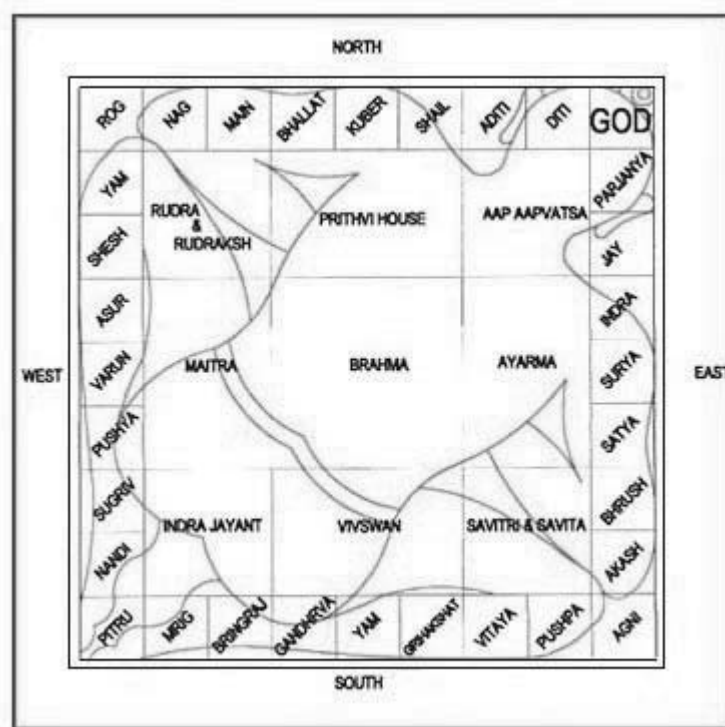 NORTH
ROG NAG MAIN BHALLAT KUBER SHAIL ADITI DITI GOD
YAM
PARJANYA
RUDRA
&
RUDRAKSH
PRITHVI HOUSE
AAP AAPVATSA
SHESH
JAY
ASUR
INDRA
WEST
VARUN
MAITRA
BRAHMA
AYARMA
SURYA
EAST
PUSHYA
SATYA
SUGRIV
BHRUSH
INDRA JAYANT
VIVSWAN
SAVITRI & SAVITA
NANDI
AKASH
PITRU MRIG BRINGRAJ GANDHRVA YAM GRIHAKSHAT VITAYA PUSHPA AGNI
SOUTH